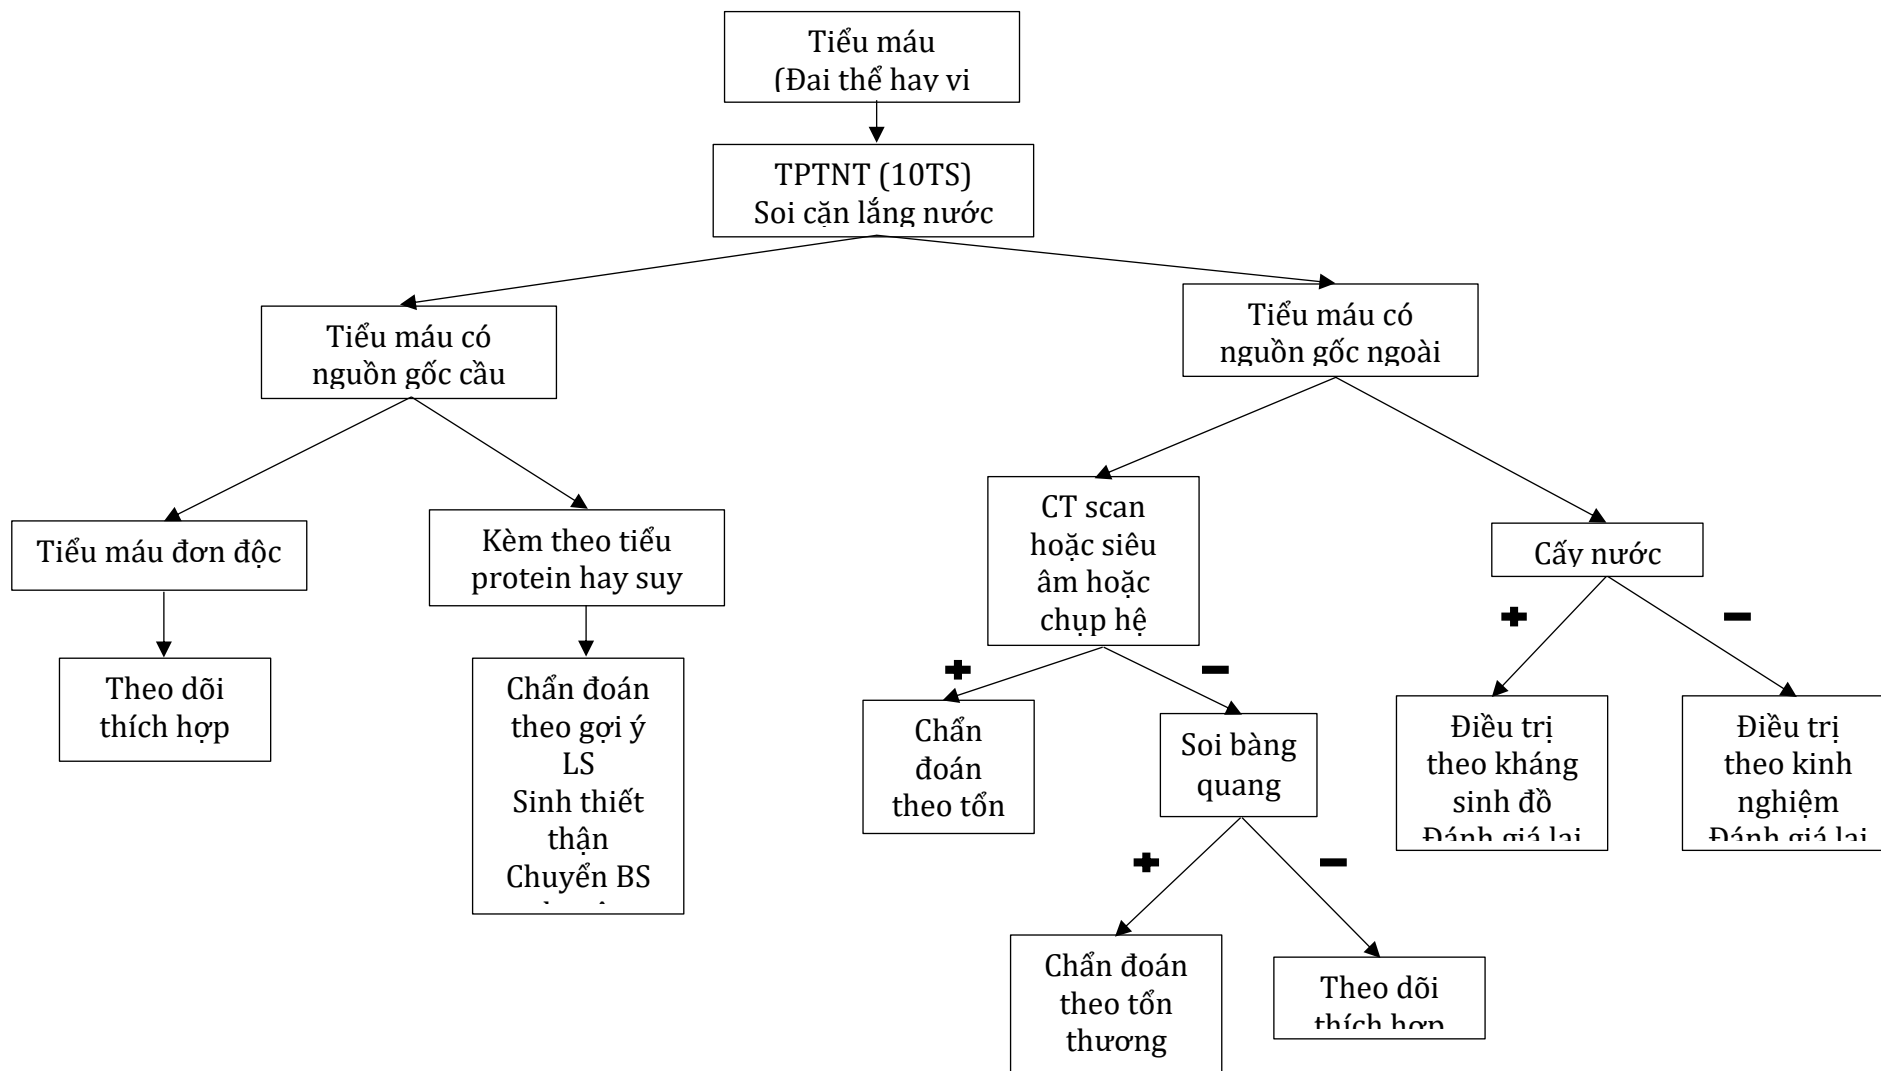 Tiểu máu
(Đại thể hay vi
TPTNT (10TS)
Soi cặn lắng nước
Tiểu máu có
nguồn gốc cầu
Tiểu máu có
nguồn gốc ngoài
Tiểu máu đơn độc
Kèm theo tiểu
protein hay suy
CT scan
hoặc siêu
âm hoặc
chụp hệ
Cấy nước
Theo dõi
thích hợp
Chẩn đoán
theo gợi ý
LS
Sinh thiết
thận
Chuyển BS
Chẩn
đoán
theo tổn
Soi bàng
quang
Điều trị
theo kháng
sinh đồ
Đánh giá lại
Điều trị
theo kinh
nghiệm
Đánh giá lại
Chẩn đoán
theo tổn
thương
Theo dõi
thích hợp